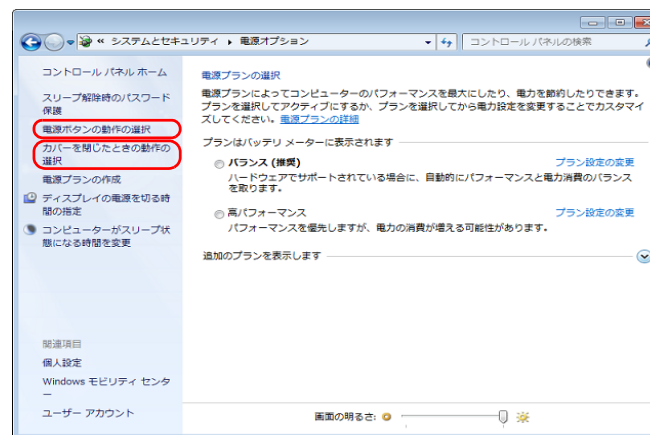 « システムとセキュリティ ▸ 電源オプション
コントロール パネルの検索
コントロール パネル ホーム
スリープ解除時のパスワード
保護
電源ボタンの動作の選択
カバーを閉じたときの動作の
選択
電源プランの作成
ディスプレイの電源を切る時
間の指定
コンピューターがスリープ状
態になる時間を変更
関連項目
個人設定
Windows モビリティ センタ
ー
ユーザー アカウント
電源プランの選択
電源プランによってコンピューターのパフォーマンスを最大にしたり、電力を節約したりできます。
プランを選択してアクティブにするか、プランを選択してから電力設定を変更することでカスタマイ
ズしてください。電源プランの詳細
プランはバッテリ メーターに表示されます
バランス (推奨) プラン設定の変更
ハードウェアでサポートされている場合に、自動的にパフォーマンスと電力消費のバランス
を取ります。
高パフォーマンス プラン設定の変更
パフォーマンスを優先しますが、電力の消費が増える可能性があります。
追加のプランを表示します
画面の明るさ: